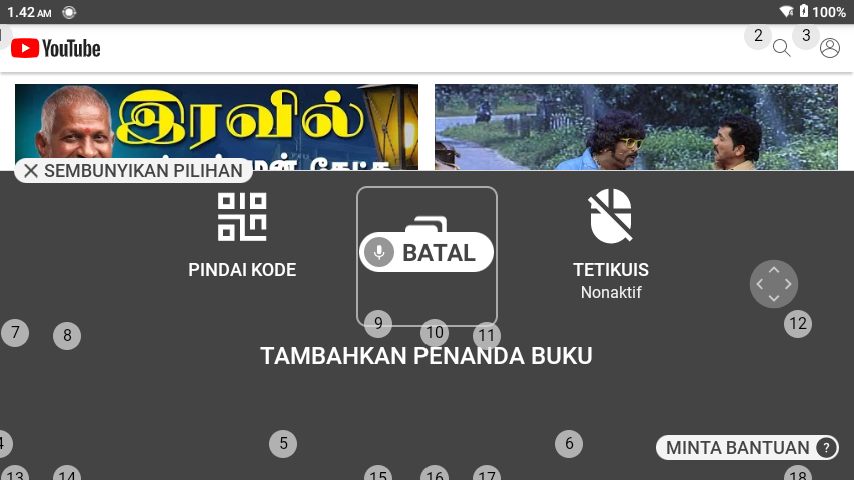 1.42 AM
100%
1
2
3
YouTube
இரவில்
SEMBUNYIKAN PILIHAN
PINDAI KODE
BATAL
TETIKUS
Nonaktif
7
8
9
10
11
12
TAMBAHKAN PENANDA BUKU
4
5
6
MINTA BANTUAN ?
13
14
15
16
17
18